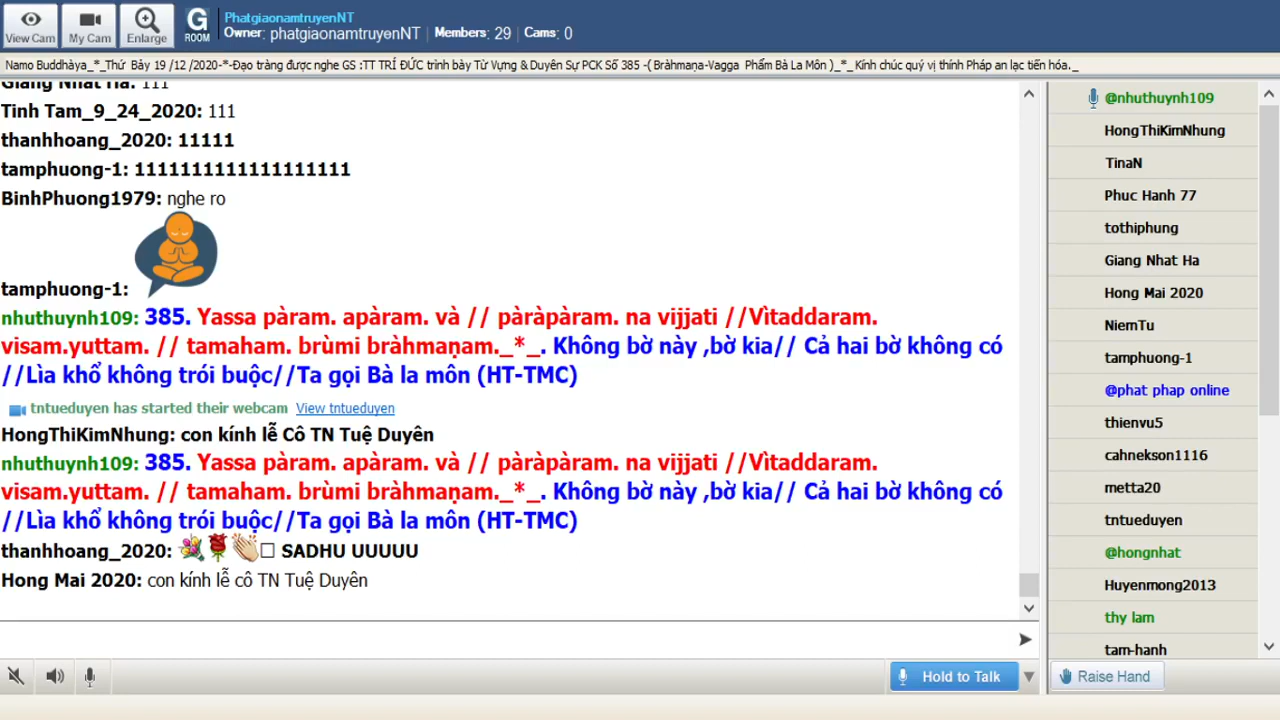 View Cam
My Cam
Enlarge
G
ROOM
PhatgiaonamtruyenNT
Owner: phatgiaonamtruyenNT | Members: 29 | Cams: 0
Namo Buddhàya_*_Thứ Bảy 19 /12 /2020-*-Đạo tràng được nghe GS :TT TRÍ ĐỨC trình bày Từ Vựng & Duyên Sự PCK Số 385 -( Bràhmaṇa-Vagga Phẩm Bà La Môn )_*_ Kính chúc quý vị thính Pháp an lạc tiến hóa._
Giang Nhat Ha: 111
Tinh Tam_9_24_2020: 111
thanhhoang_2020: 11111
tamphuong-1: 1111111111111111111
BinhPhuong1979: nghe ro
tamphuong-1:
nhuthuynh109: 385. Yassa pàram. apàram. và // pàràpàram. na vijjati //Vìtaddaram.
visam.yuttam. // tamaham. brùmi bràhmaṇam._*_. Không bờ này ,bờ kia// Cả hai bờ không có
//Lìa khổ không trói buộc//Ta gọi Bà la môn (HT-TMC)
tntueduyen has started their webcam View tntueduyen
HongThiKimNhung: con kính lễ Cô TN Tuệ Duyên
nhuthuynh109: 385. Yassa pàram. apàram. và // pàràpàram. na vijjati //Vìtaddaram.
visam.yuttam. // tamaham. brùmi bràhmaṇam._*_. Không bờ này ,bờ kia// Cả hai bờ không có
//Lìa khổ không trói buộc//Ta gọi Bà la môn (HT-TMC)
thanhhoang_2020: SADHU UUUUU
Hong Mai 2020: con kính lễ cô TN Tuệ Duyên
Hold to Talk
@nhuthuynh109
HongThiKimNhung
TinaN
Phuc Hanh 77
tothiphung
Giang Nhat Ha
Hong Mai 2020
NiemTu
tamphuong-1
@phat phap online
thienvu5
cahnekson1116
metta20
tntueduyen
@hongnhat
Huyenmong2013
thy lam
tam-hanh
Raise Hand